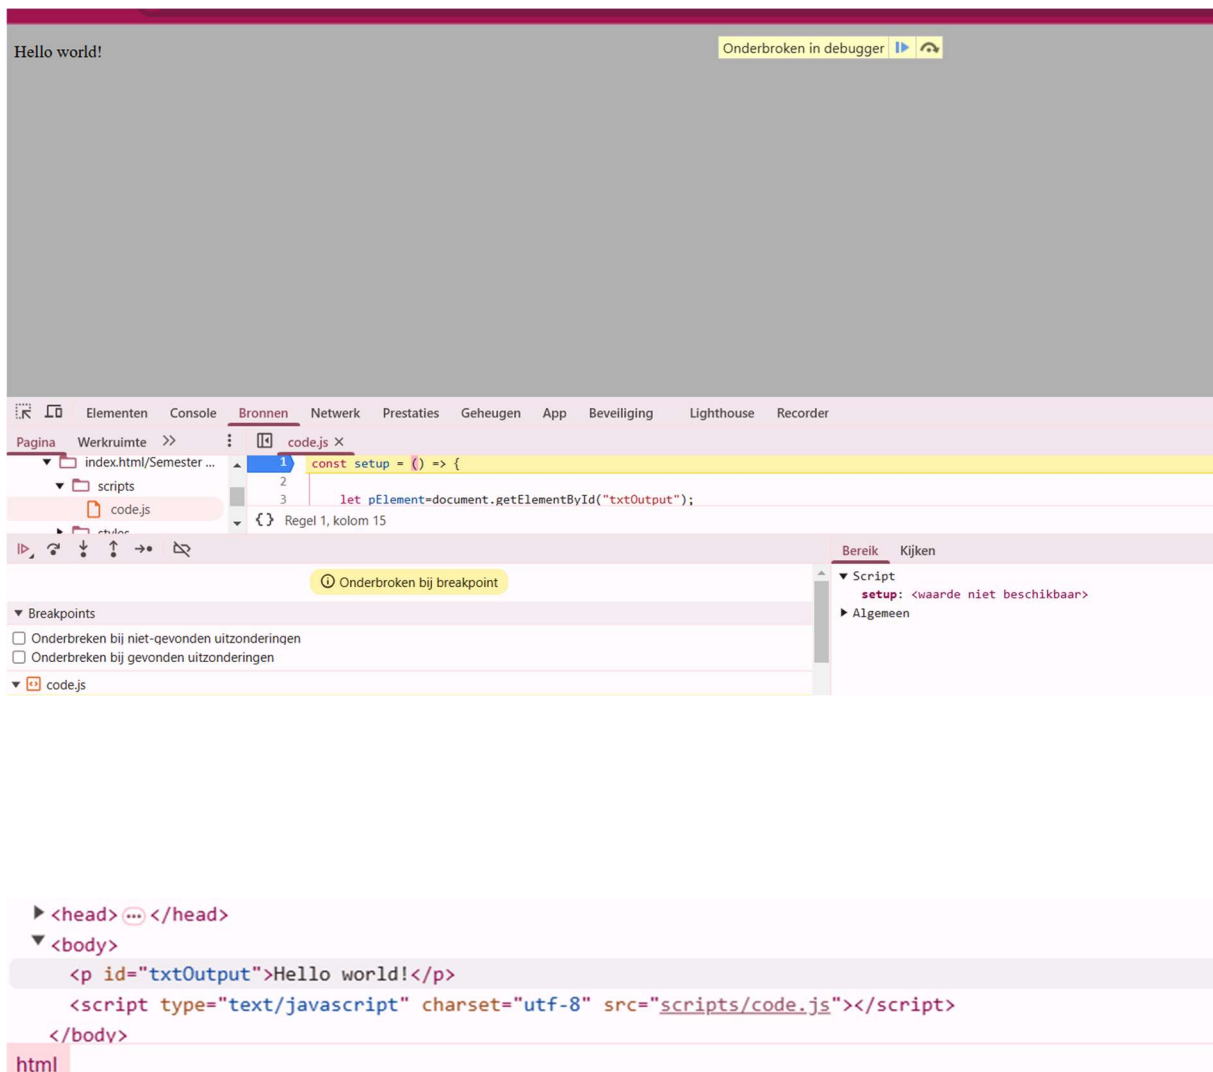 Hello world!
Onderbroken in debugger
Elementen Console Bronnen Netwerk Prestaties Geheugen App Beveiliging Lighthouse Recorder
Pagina Werkruimte >> code.js ×
index.html/Semester ... 1 const setup = () => {
scripts 2
code.js 3 let pElement=document.getElementById("txtOutput");
styles {} Regel 1, kolom 15
Bereik Kijken
Onderbroken bij breakpoint
Script
setup: <waarde niet beschikbaar>
Algemeen
Breakpoints
Onderbreken bij niet-gevonden uitzonderingen
Onderbreken bij gevonden uitzonderingen
code.js
<head> ... </head>
<body>
<p id="txtOutput">Hello world!</p>
<script type="text/javascript" charset="utf-8" src="scripts/code.js"></script>
</body>
html